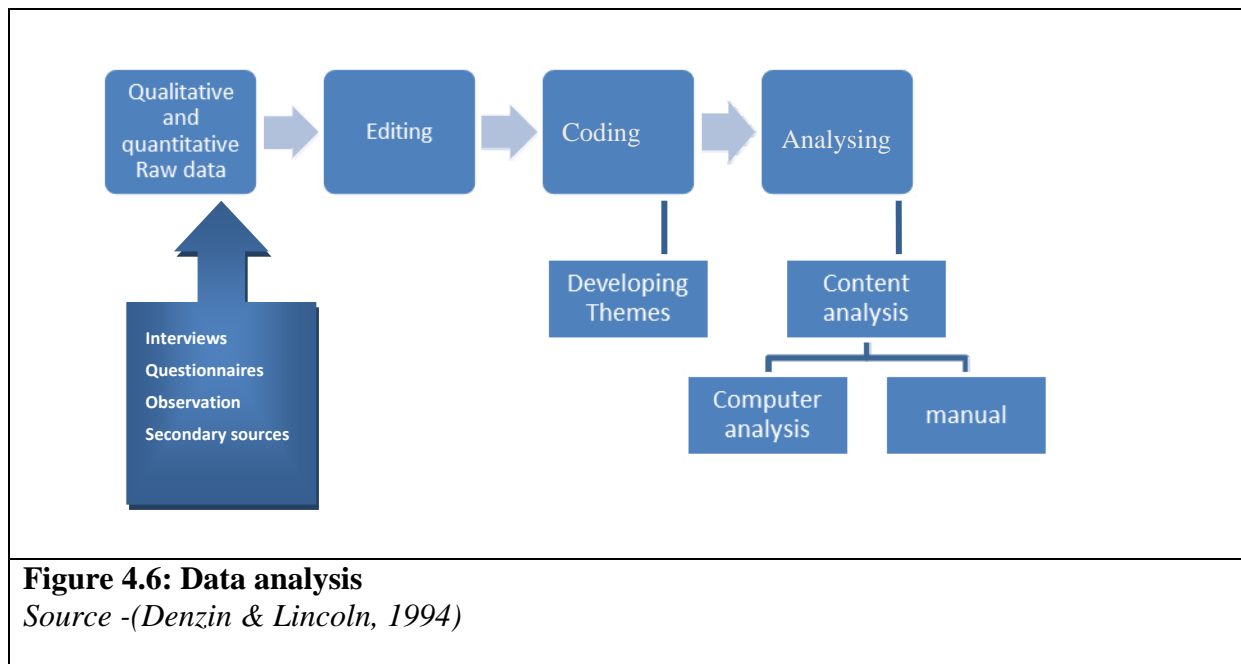 Qualitative
and
quantitative
Raw data
Editing
Coding
Analysing
Interviews
Questionnaires
Observation
Secondary sources
Developing
Themes
Content
analysis
Computer
analysis
manual
Figure 4.6: Data analysis
Source -(Denzin & Lincoln, 1994)